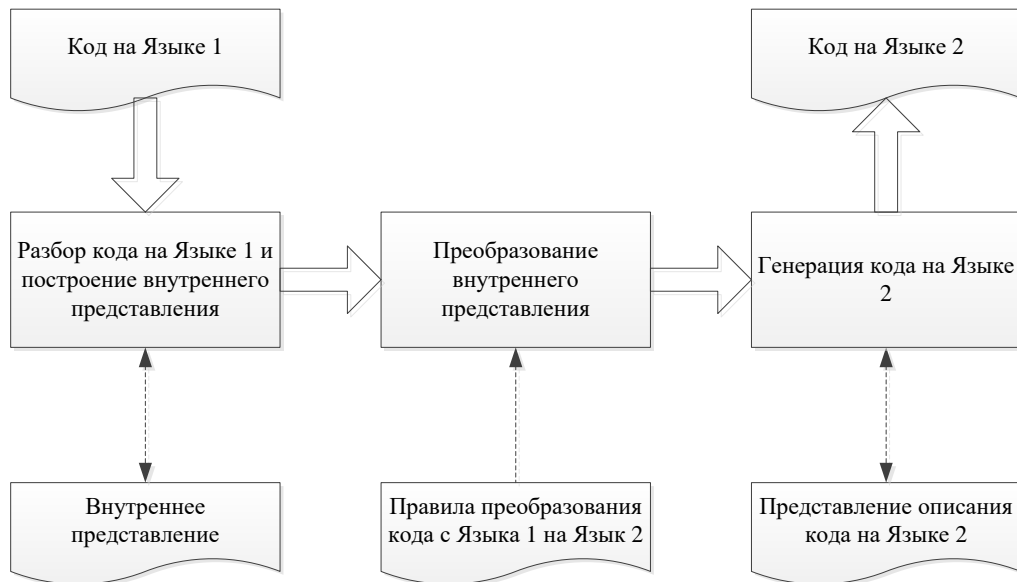 Код на Языке 1
Код на Языке 2
Разбор кода на Языке 1 и
построение внутреннего
представления
Преобразование
внутреннего
представления
Генерация кода на Языке
2
Внутреннее
представление
Правила преобразования
кода с Языка 1 на Язык 2
Представление описания
кода на Языке 2